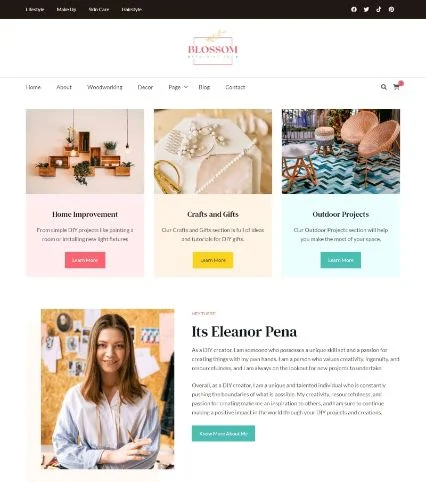 Lifestyle Make Up Skin Care Hairstyle
BLOSSOM
Home About Woodworking Decor Page Blog Contact
Home Improvement Crafts and Gifts Outdoor Projects
From simple DIY projects like painting a
room or installing new light fixtures
Our Crafts and Gifts section is full of ideas
and tutorials for DIY gifts.
Our Outdoor Projects section will help
you make the most of your space,
Learn More Learn More Learn More
Its Eleanor Pena
As a DIY creator, I am someone who possesses a unique skill set and a passion for
creating things with my own hands. I am a person who values creativity, ingenuity, and
resourcefulness, and I am always on the lookout for new projects to undertake
Overall, as a DIY creator, I am a unique and talented individual who is constantly
pushing the boundaries of what is possible. My creativity, resourcefulness, and
passion for creating make me an inspiration to others, and I am sure to continue
making a positive impact in the world through your DIY projects and creations.
Know More About Me